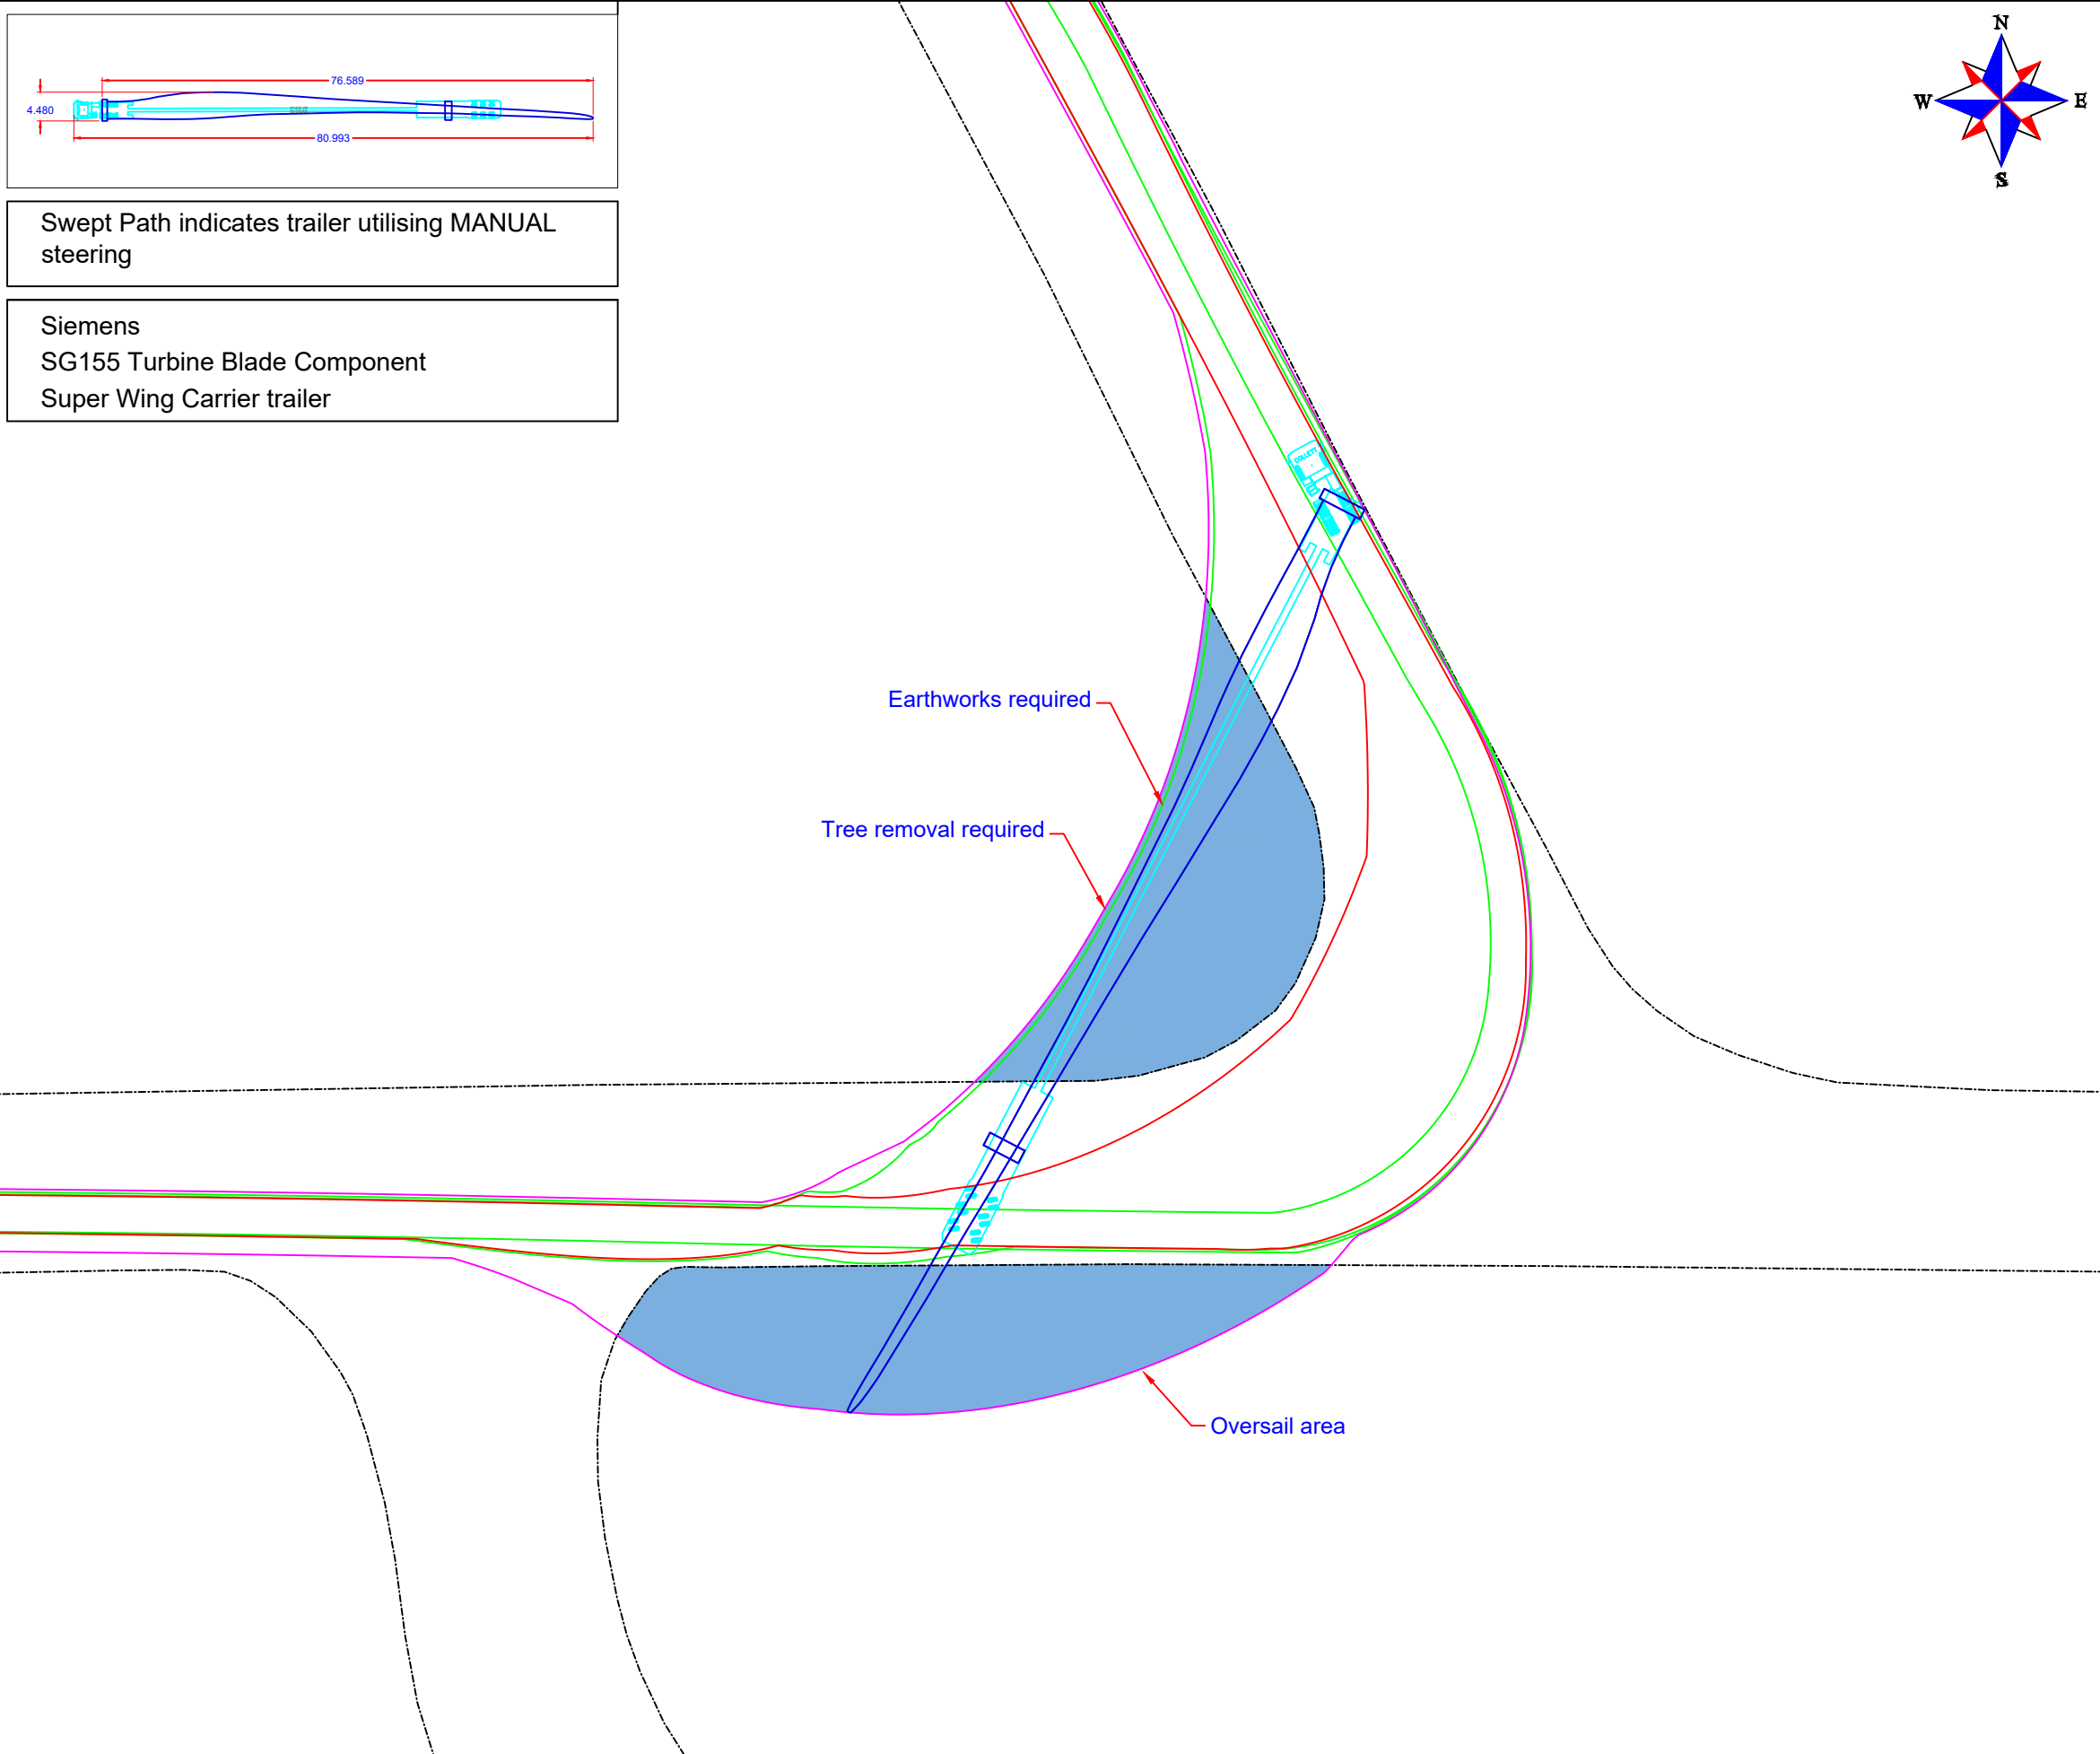 76.589
4.480
80.993
Swept Path indicates trailer utilising MANUAL
steering
Siemens
SG155 Turbine Blade Component
Super Wing Carrier trailer
N
W
E
S
COLLETT
Earthworks required
Tree removal required
Oversail area